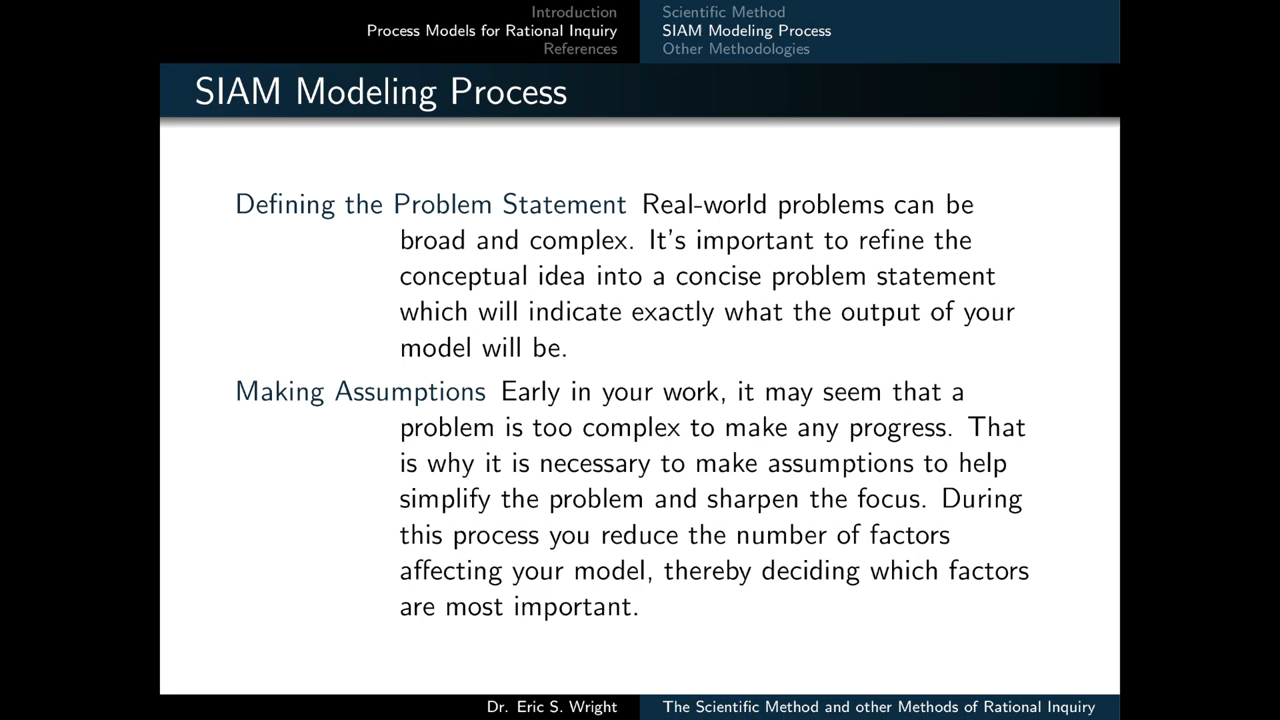 Introduction
Process Models for Rational Inquiry
References
Scientific Method
SIAM Modeling Process
Other Methodologies
SIAM Modeling Process
Defining the Problem Statement Real-world problems can be
broad and complex. It's important to refine the
conceptual idea into a concise problem statement
which will indicate exactly what the output of your
model will be.
Making Assumptions Early in your work, it may seem that a
problem is too complex to make any progress. That
is why it is necessary to make assumptions to help
simplify the problem and sharpen the focus. During
this process you reduce the number of factors
affecting your model, thereby deciding which factors
are most important.
Dr. Eric S. Wright
The Scientific Method and other Methods of Rational Inquiry